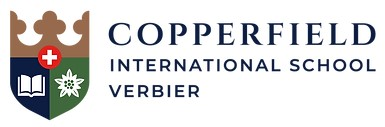 COPPERFIELD
INTERNATIONAL SCHOOL
VERBIER